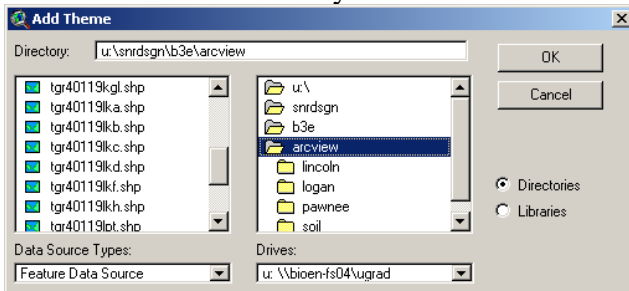 Add Theme
Directory: u:\snrdsgn\b3e\arcview
OK
Cancel
tgr40119kgl.shp
tgr40119lka.shp
tgr40119lkb.shp
tgr40119lkc.shp
tgr40119lkd.shp
tgr40119lkf.shp
tgr40119lkh.shp
tgr40119lpt.shp
u:\
snrdsgn
b3e
arcview
lincoln
logan
pawnee
soil
Directories
Libraries
Data Source Types:
Feature Data Source
Drives:
u: \\bioen-fs04\ugrad